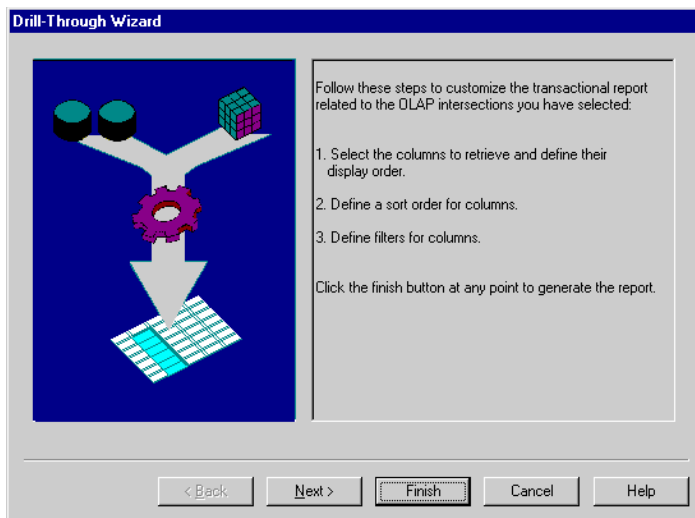 Drill-Through Wizard
Follow these steps to customize the transactional report
related to the OLAP intersections you have selected:
1. Select the columns to retrieve and define their
display order.
2. Define a sort order for columns.
3. Define filters for columns.
Click the finish button at any point to generate the report.
< Back
Next >
Finish
Cancel
Help